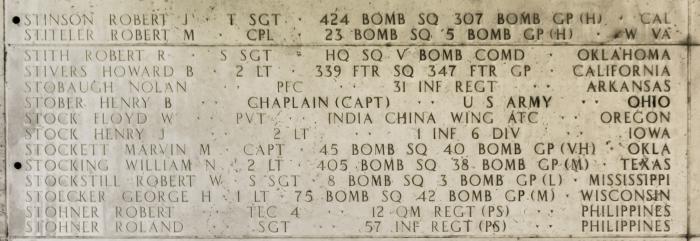 STINSON ROBERT J · T SGT · 424 BOMB SQ 307 BOMB GP (H) · CAL
STITELER ROBERT M · CPL · 23 BOMB SQ 5 BOMB GP (H) · W VA
STITH ROBERT R · S SGT · HQ SQ V BOMB COMD · OKLAHOMA
STIVERS HOWARD B · 2 LT · 339 FTR SQ 347 FTR GP · CALIFORNIA
STOBAUGH NOLAN · PFC · 31 INF REGT · ARKANSAS
STOBER HENRY B · CHAPLAIN (CAPT) · U S ARMY · OHIO
STOCK FLOYD W · PVT · INDIA CHINA WING ATC · OREGON
STOCK HENRY J · 2 LT · 1 INF 6 DIV · IOWA
STOCKETT MARVIN M · CAPT · 45 BOMB SQ 40 BOMB GP (VH) · OKLA
STOCKING WILLIAM N · 2 LT · 405 BOMB SQ 38 BOMB GP (M) · TEXAS
STOCKSTILL ROBERT W · S SGT · 8 BOMB SQ 3 BOMB GP (L) · MISSISSIPPI
STOECKER GEORGE H · 1 LT · 75 BOMB SQ 42 BOMB GP (M) · WISCONSIN
STOHNER ROBERT · TEC 4 · 12 QM REGT (PS) · PHILIPPINES
STOHNER ROLAND · SGT · 57 INF REGT (PS) · PHILIPPINES